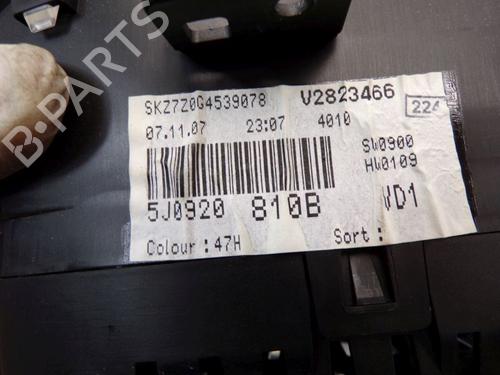 SKZ7Z0G4539078 V2823466 224
07.11.07 23:07 4010
SW0900
HW0109
5J0920 810B VD1
Colour : 47H Sort :
B-PARTS